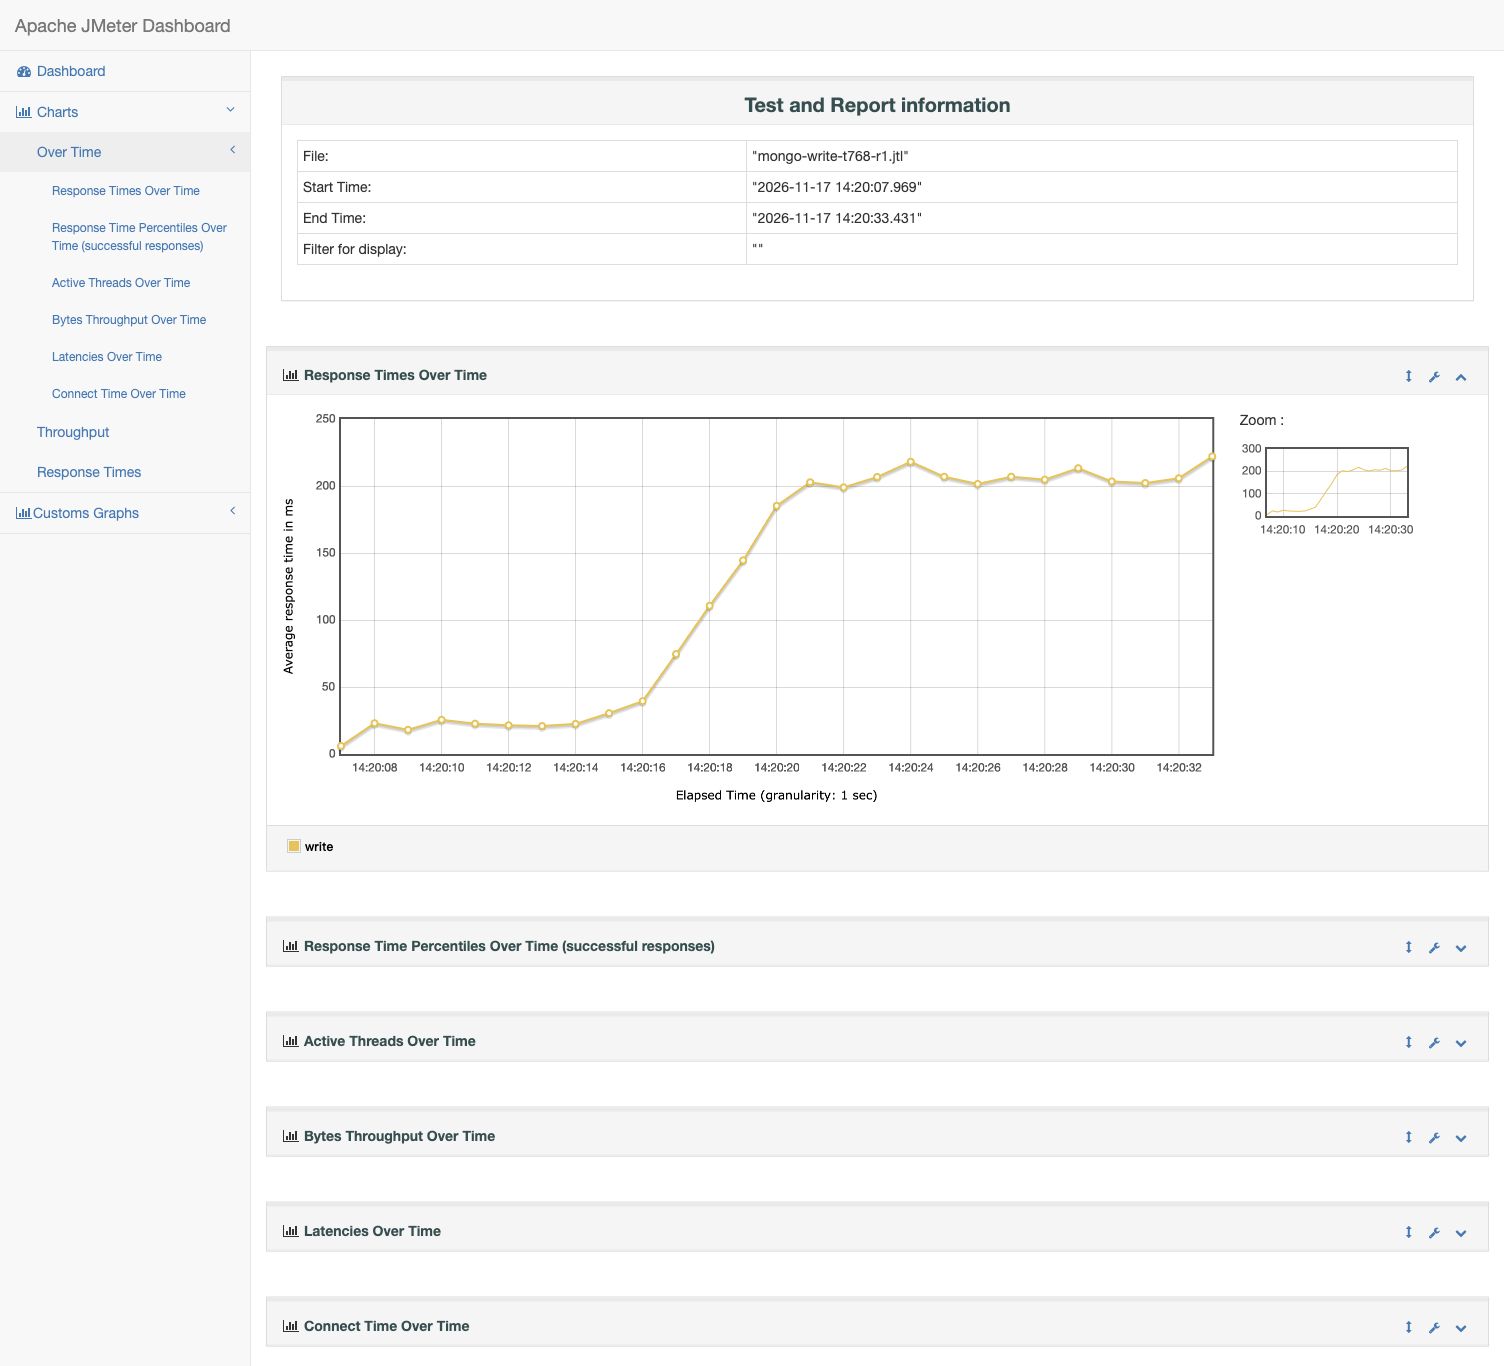 Apache JMeter Dashboard
Dashboard
Charts
Over Time
Response Times Over Time
Response Time Percentiles Over
Time (successful responses)
Active Threads Over Time
Bytes Throughput Over Time
Latencies Over Time
Connect Time Over Time
Throughput
Response Times
Customs Graphs
Test and Report information
File: "mongo-write-t768-r1.jtl"
Start Time: "2026-11-17 14:20:07.969"
End Time: "2026-11-17 14:20:33.431"
Filter for display: ""
Response Times Over Time
250
200
150
100
50
0
Average response time in ms
14:20:08 14:20:10 14:20:12 14:20:14 14:20:16 14:20:18 14:20:20 14:20:22 14:20:24 14:20:26 14:20:28 14:20:30 14:20:32
Elapsed Time (granularity: 1 sec)
Zoom :
300
200
100
0
14:20:10 14:20:20 14:20:30
write
Response Time Percentiles Over Time (successful responses)
Active Threads Over Time
Bytes Throughput Over Time
Latencies Over Time
Connect Time Over Time